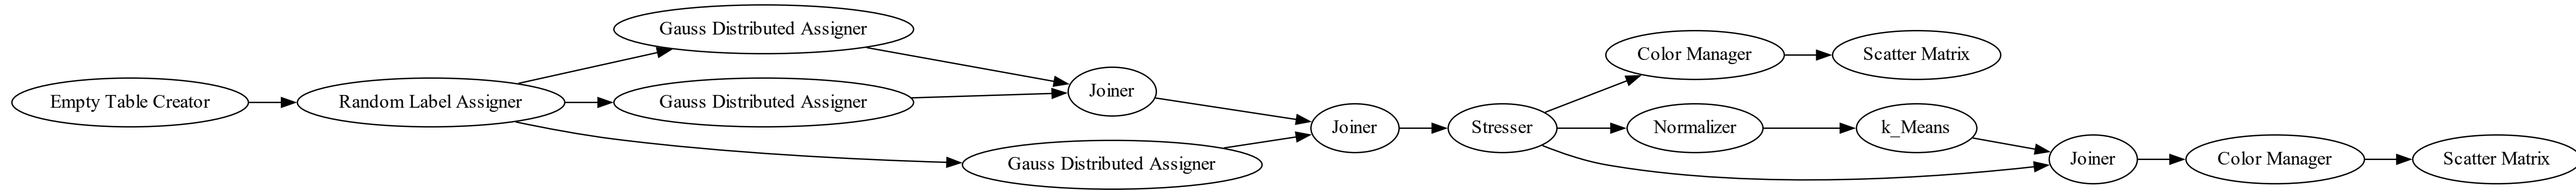 Empty Table Creator
Random Label Assigner
Gauss Distributed Assigner
Gauss Distributed Assigner
Gauss Distributed Assigner
Joiner
Joiner
Stresser
Color Manager
Scatter Matrix
Normalizer
k_Means
Joiner
Color Manager
Scatter Matrix